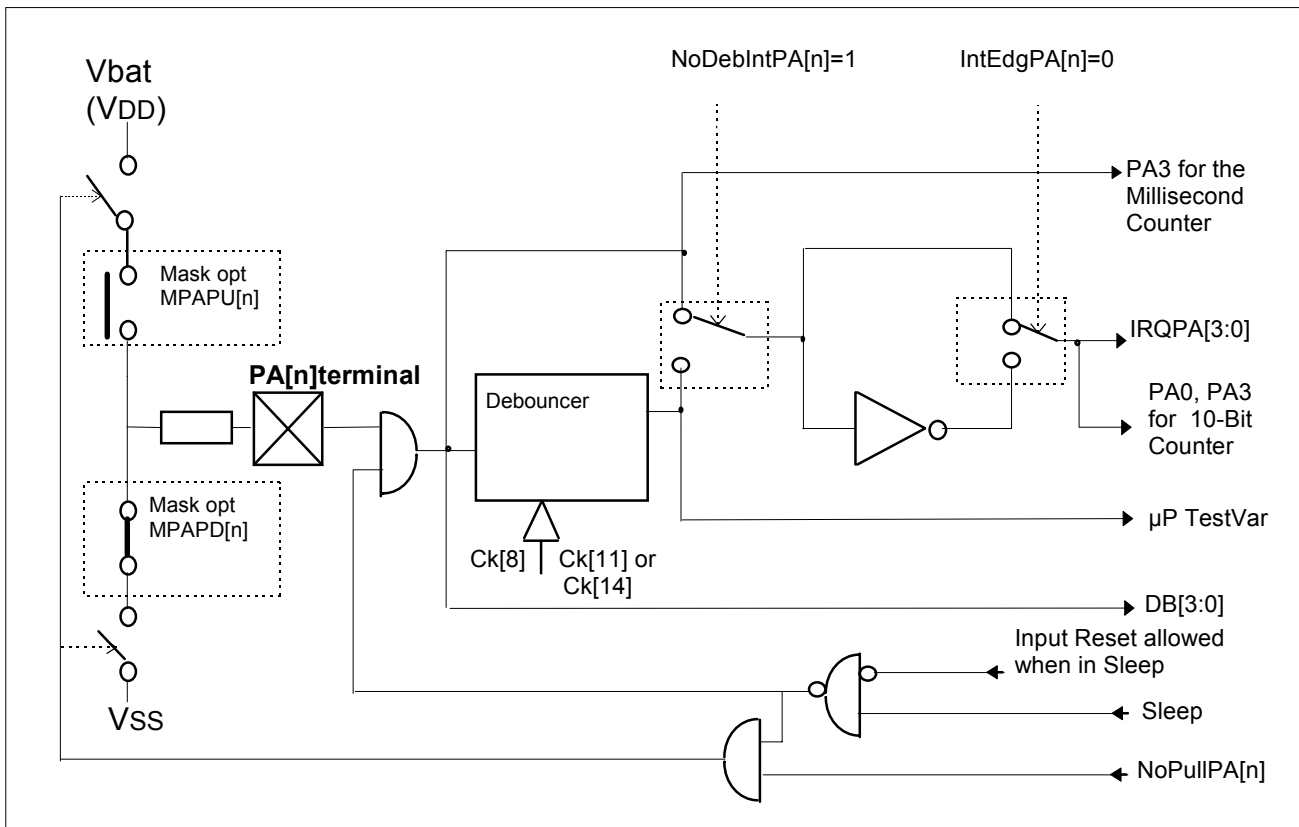 Vbat
(VDD)
NoDebIntPA[n]=1
IntEdgPA[n]=0
PA3 for the
Millisecond
Counter
Mask opt
MPAPU[n]
IRQPA[3:0]
PA[n]terminal
Debouncer
PA0, PA3
for 10-Bit
Counter
Mask opt
MPAPD[n]
µP TestVar
Ck[8]
Ck[11] or
Ck[14]
DB[3:0]
Input Reset allowed
when in Sleep
Sleep
VSS
NoPullPA[n]